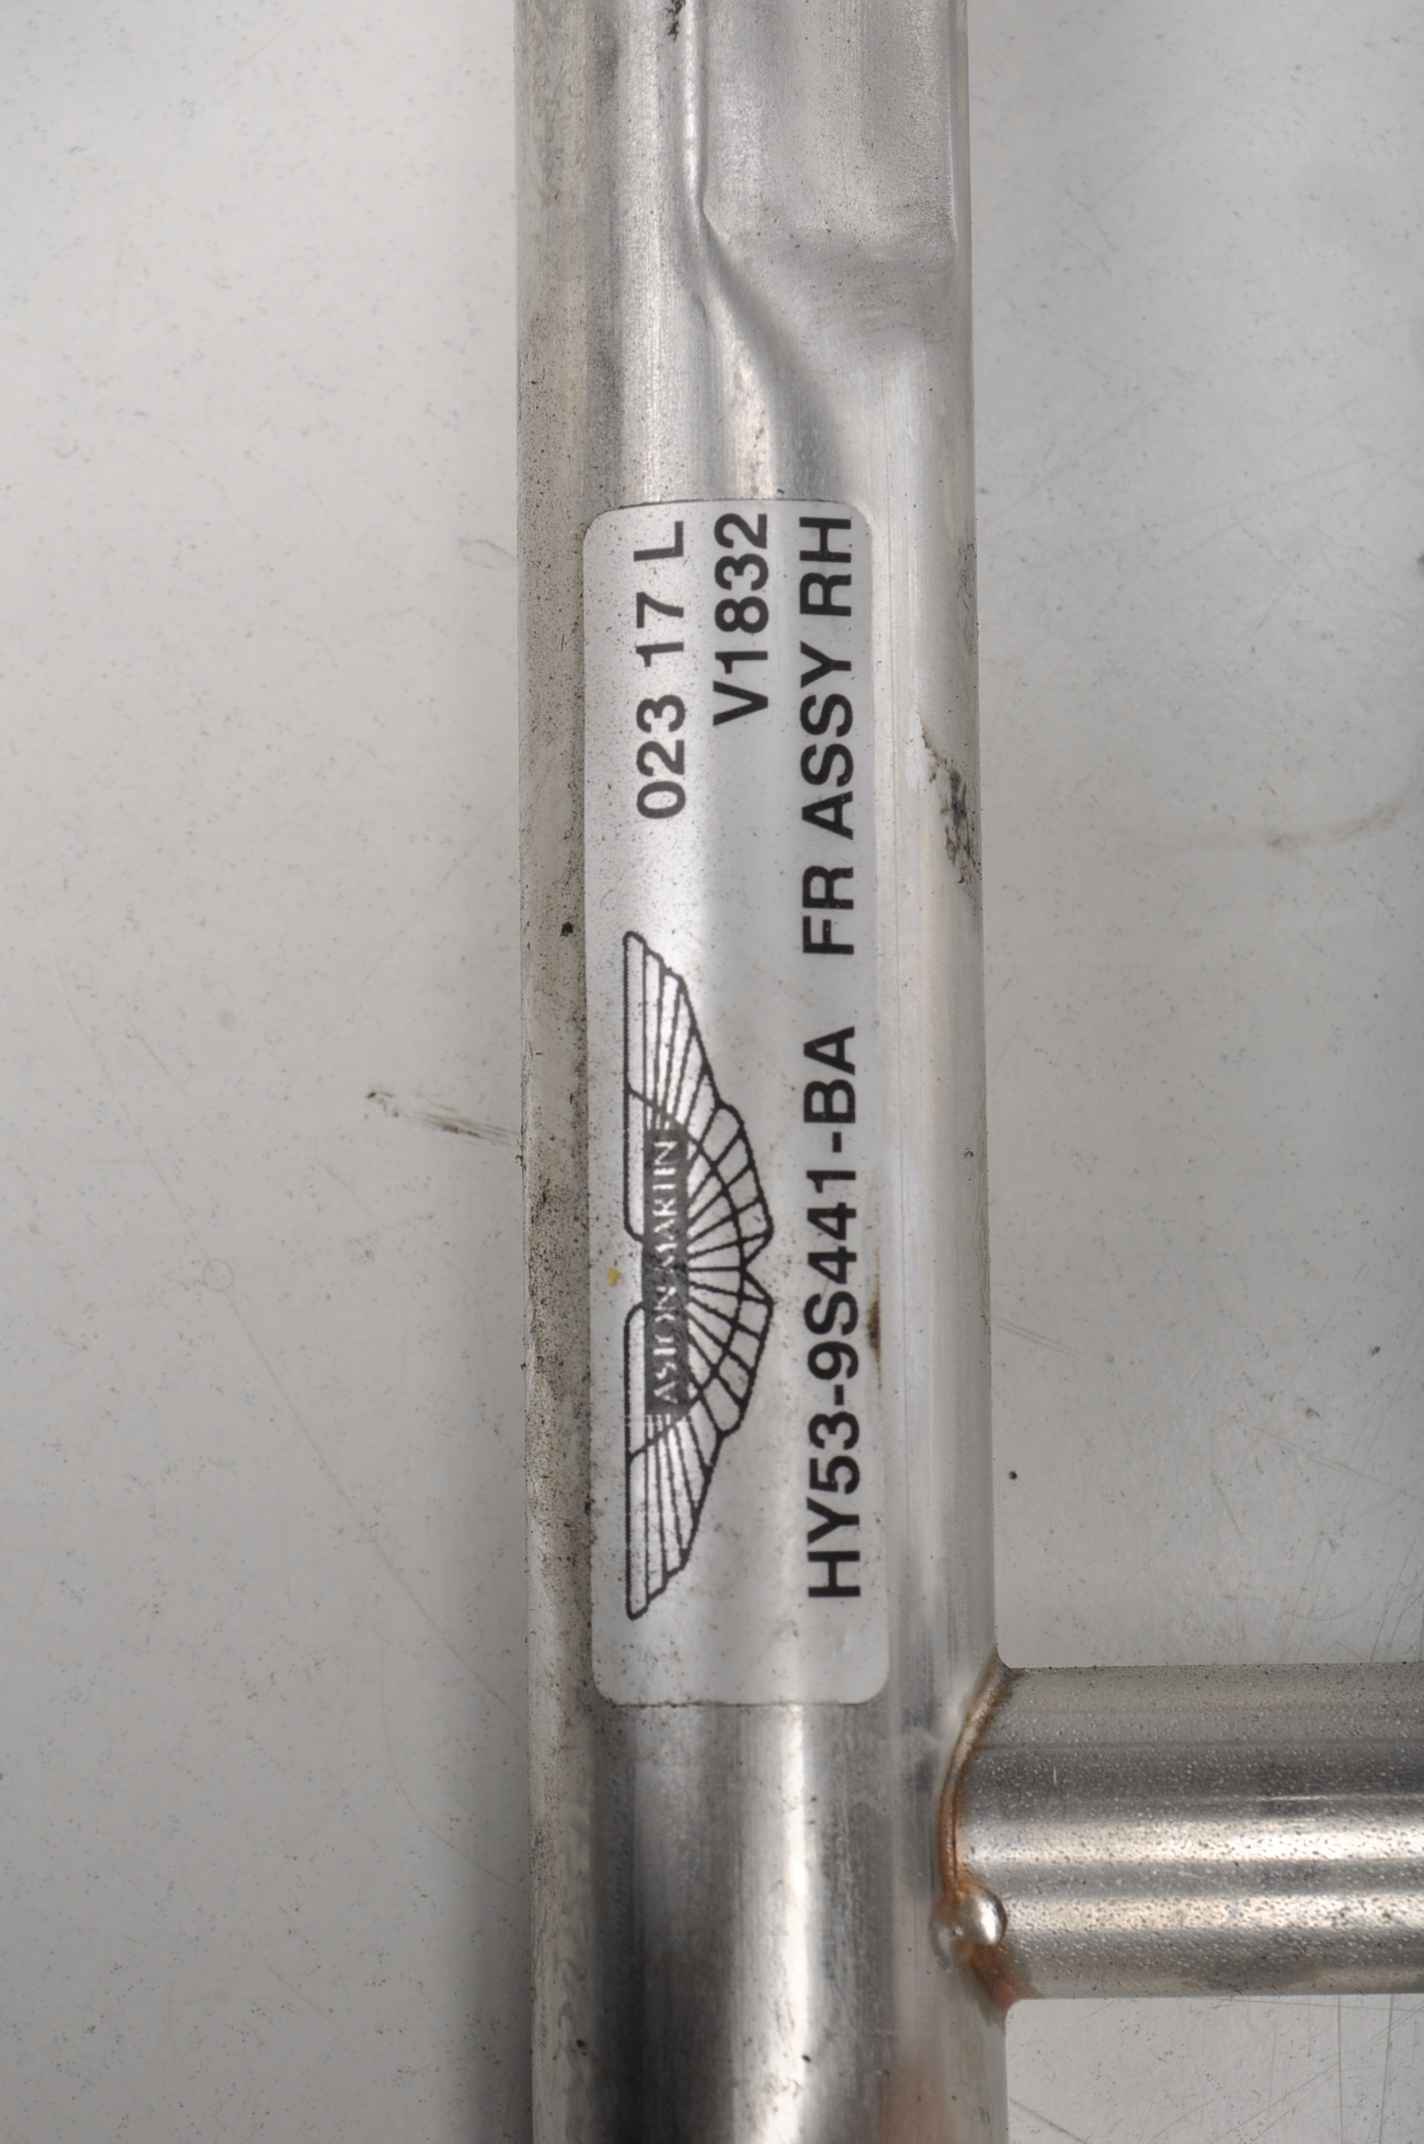 023 17 L
V1832
ASTON MARTIN
HY53-9S441-BA FR ASSY RH